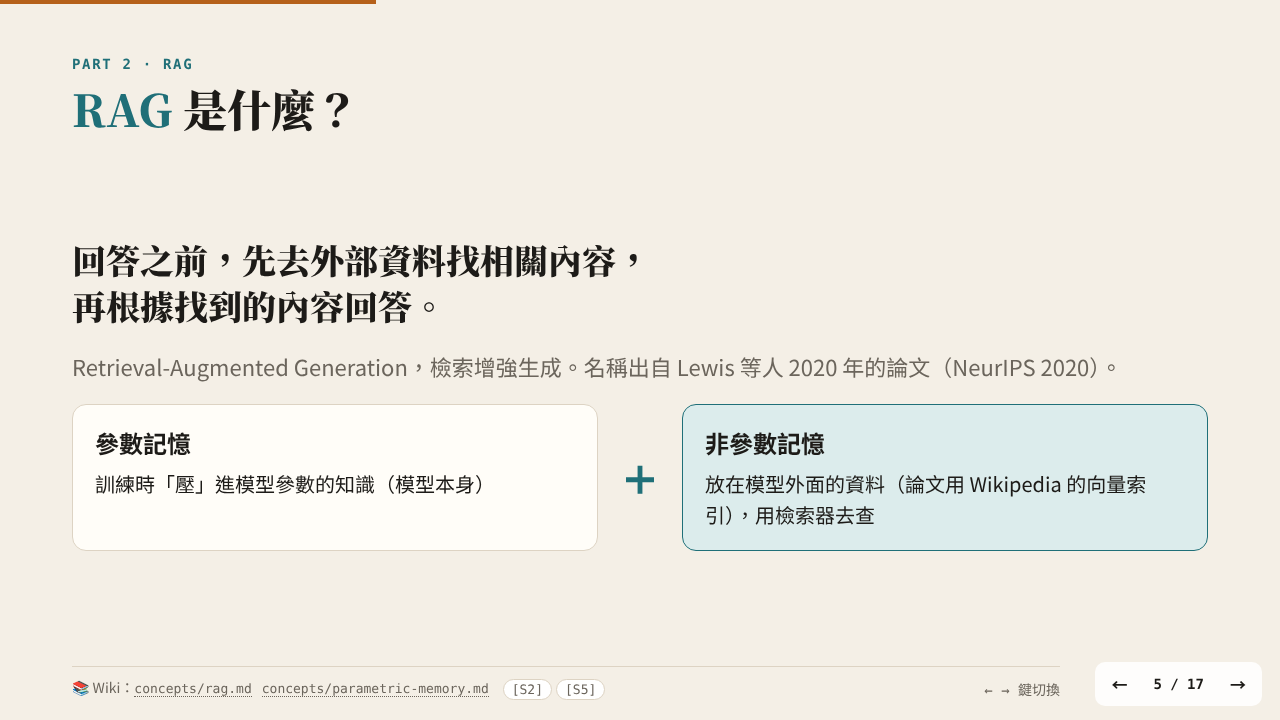 PART 2 · RAG
RAG 是什麼？
回答之前，先去外部資料找相關內容，
再根據找到的內容回答。
Retrieval-Augmented Generation，檢索增強生成。名稱出自 Lewis 等人 2020 年的論文（NeurIPS 2020）。
參數記憶
訓練時「壓」進模型參數的知識（模型本身）
+
非參數記憶
放在模型外面的資料（論文用 Wikipedia 的向量索
引），用檢索器去查
📚 Wiki：concepts/rag.md concepts/parametric-memory.md [S2] [S5]
← → 鍵切換
← 5 / 17 →